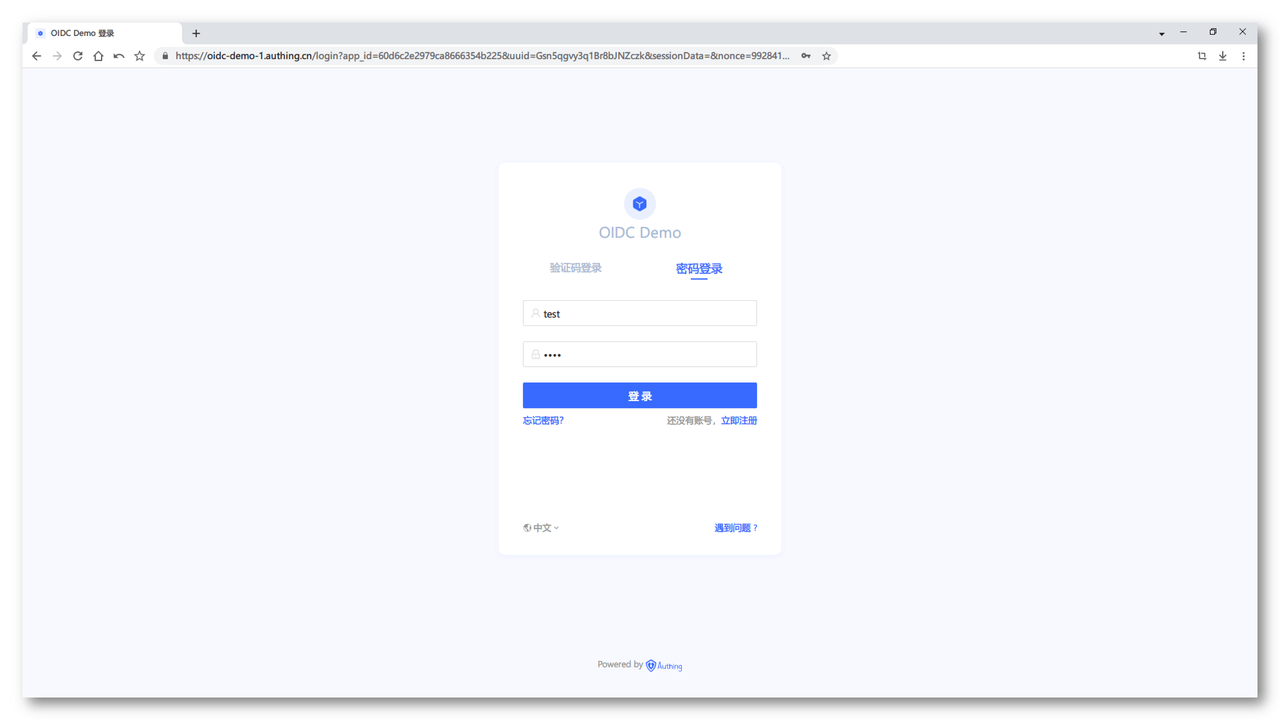 OIDC Demo 登录
https://oidc-demo-1.authing.cn/login?app_id=60d6c2e2979ca8666354b225&uuid=Gsn5qgvy3q1Br8bJNZczk&sessionData=&nonce=992841...
OIDC Demo
验证码登录 密码登录
test
••••
登录
忘记密码? 还没有账号，立即注册
中文 遇到问题？
Powered by Authing